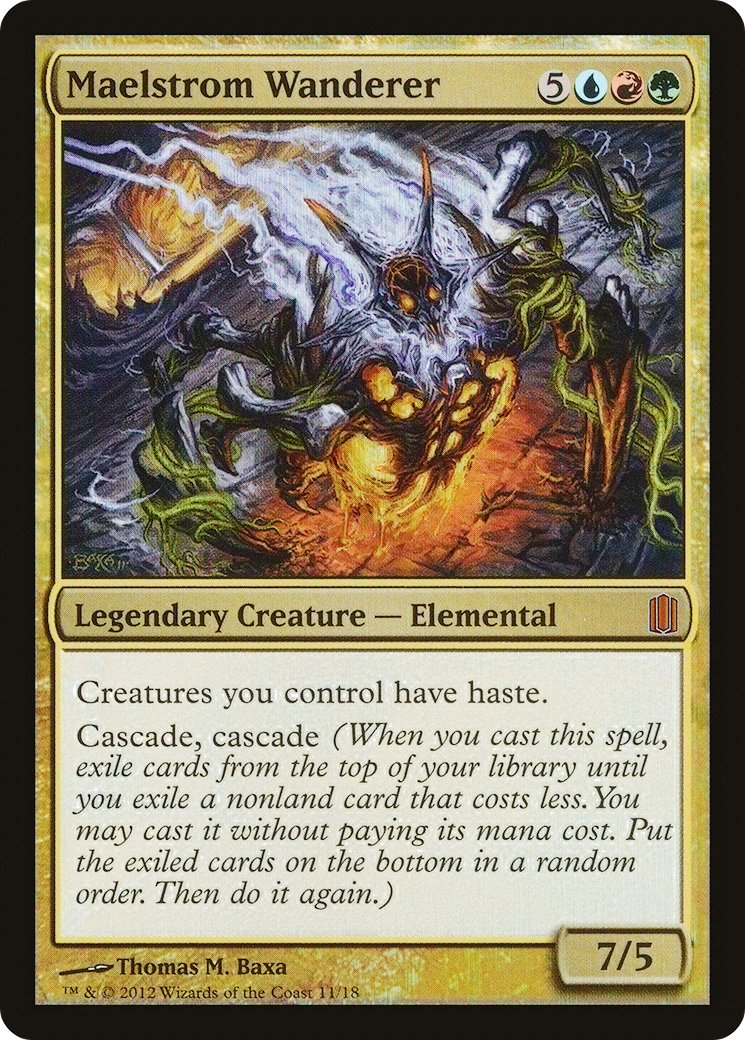 Maelstrom Wanderer 5
BAXA 11
Legendary Creature — Elemental
Creatures you control have haste.
Cascade, cascade (When you cast this spell,
exile cards from the top of your library until
you exile a nonland card that costs less. You
may cast it without paying its mana cost. Put
the exiled cards on the bottom in a random
order. Then do it again.)
7/5
Thomas M. Baxa
™ & © 2012 Wizards of the Coast 11/18